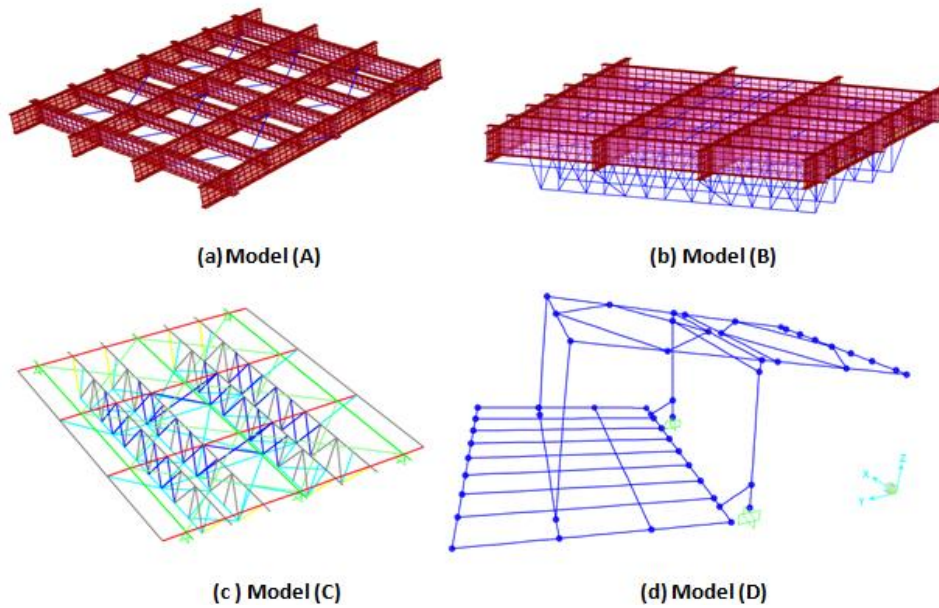 (a) Model (A)
(b) Model (B)
(c ) Model (C)
(d) Model (D)
X
Y
Z